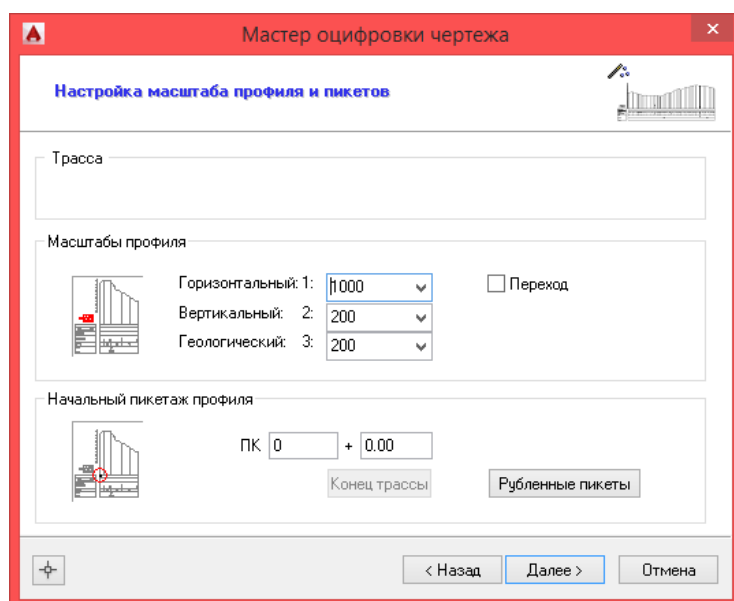 Мастер оцифровки чертежа
Настройка масштаба профиля и пикетов
Трасса
Масштабы профиля
Горизонтальный: 1: 1000 Переход
Вертикальный: 2: 200
Геологический: 3: 200
Начальный пикетаж профиля
ПК 0 + 0.00
Конец трассы Рубленные пикеты
< Назад Далее > Отмена